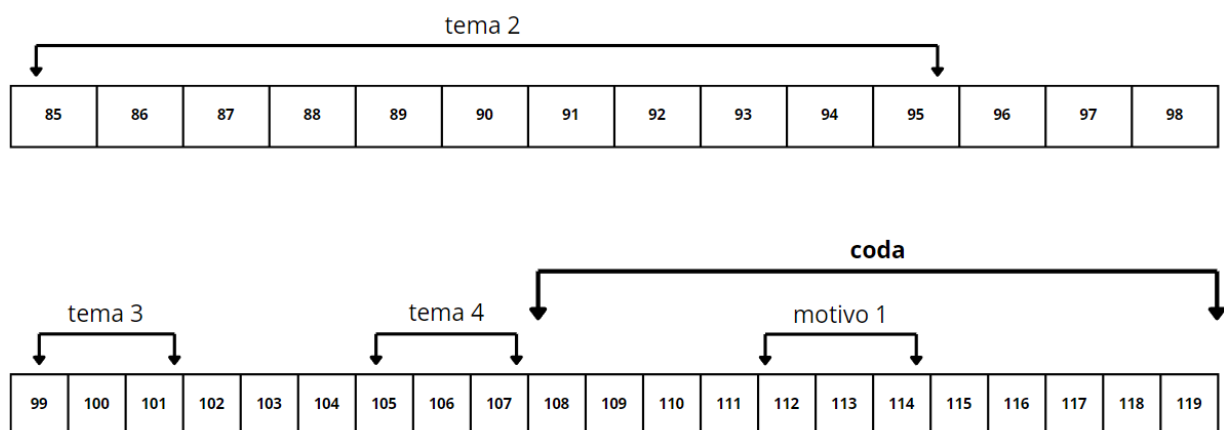 tema 2
85 86 87 88 89 90 91 92 93 94 95 96 97 98
coda
tema 3 tema 4 motivo 1
99 100 101 102 103 104 105 106 107 108 109 110 111 112 113 114 115 116 117 118 119